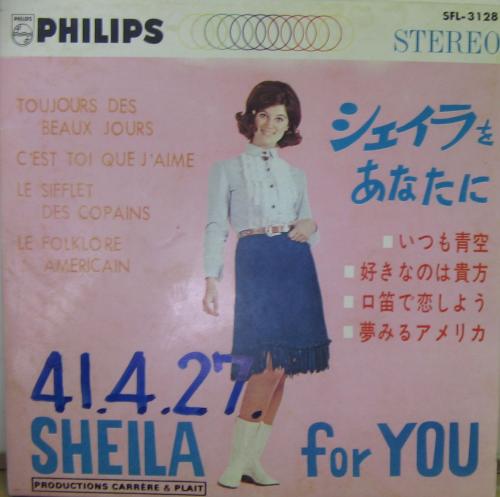 PHILIPS
PHILIPS
SFL-3128
STEREO
TOUJOURS DES
BEAUX JOURS
C'EST TOI QUE J'AIME
LE SIFFLET
DES COPAINS
LE FOLKLORE
AMERICAIN
シェイラを
あなたに
いつも青空
好きなのは貴方
口笛で恋しよう
夢みるアメリカ
41.4.27.
SHEILA for YOU
PRODUCTIONS CARRÈRE & PLAIT